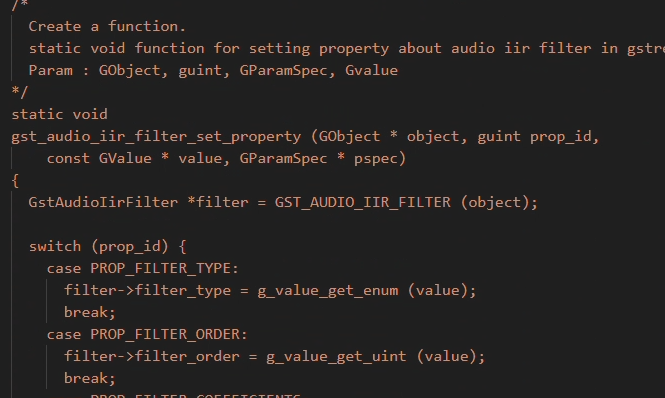 /*
Create a function.
static void function for setting property about audio iir filter in
Param : GObject, guint, GParamSpec, Gvalue
*/
static void
gst_audio_iir_filter_set_property (GObject * object, guint prop_id,
const GValue * value, GParamSpec * pspec)
{
GstAudioIirFilter *filter = GST_AUDIO_IIR_FILTER (object);
switch (prop_id) {
case PROP_FILTER_TYPE:
filter->filter_type = g_value_get_enum (value);
break;
case PROP_FILTER_ORDER:
filter->filter_order = g_value_get_uint (value);
break;